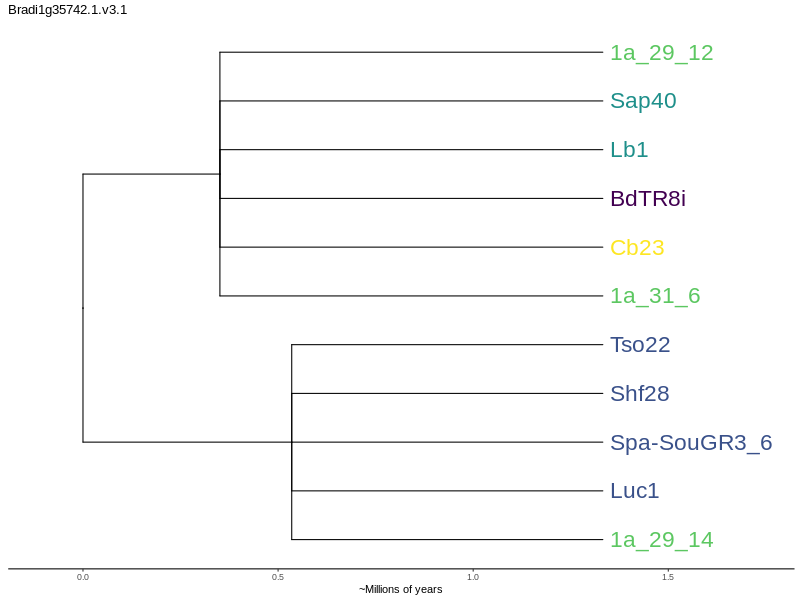 Bradi1g35742.1.v3.1
1a_29_12
Sap40
Lb1
BdTR8i
Cb23
1a_31_6
Tso22
Shf28
Spa-SouGR3_6
Luc1
1a_29_14
0.0 0.5 1.0 1.5
~Millions of years